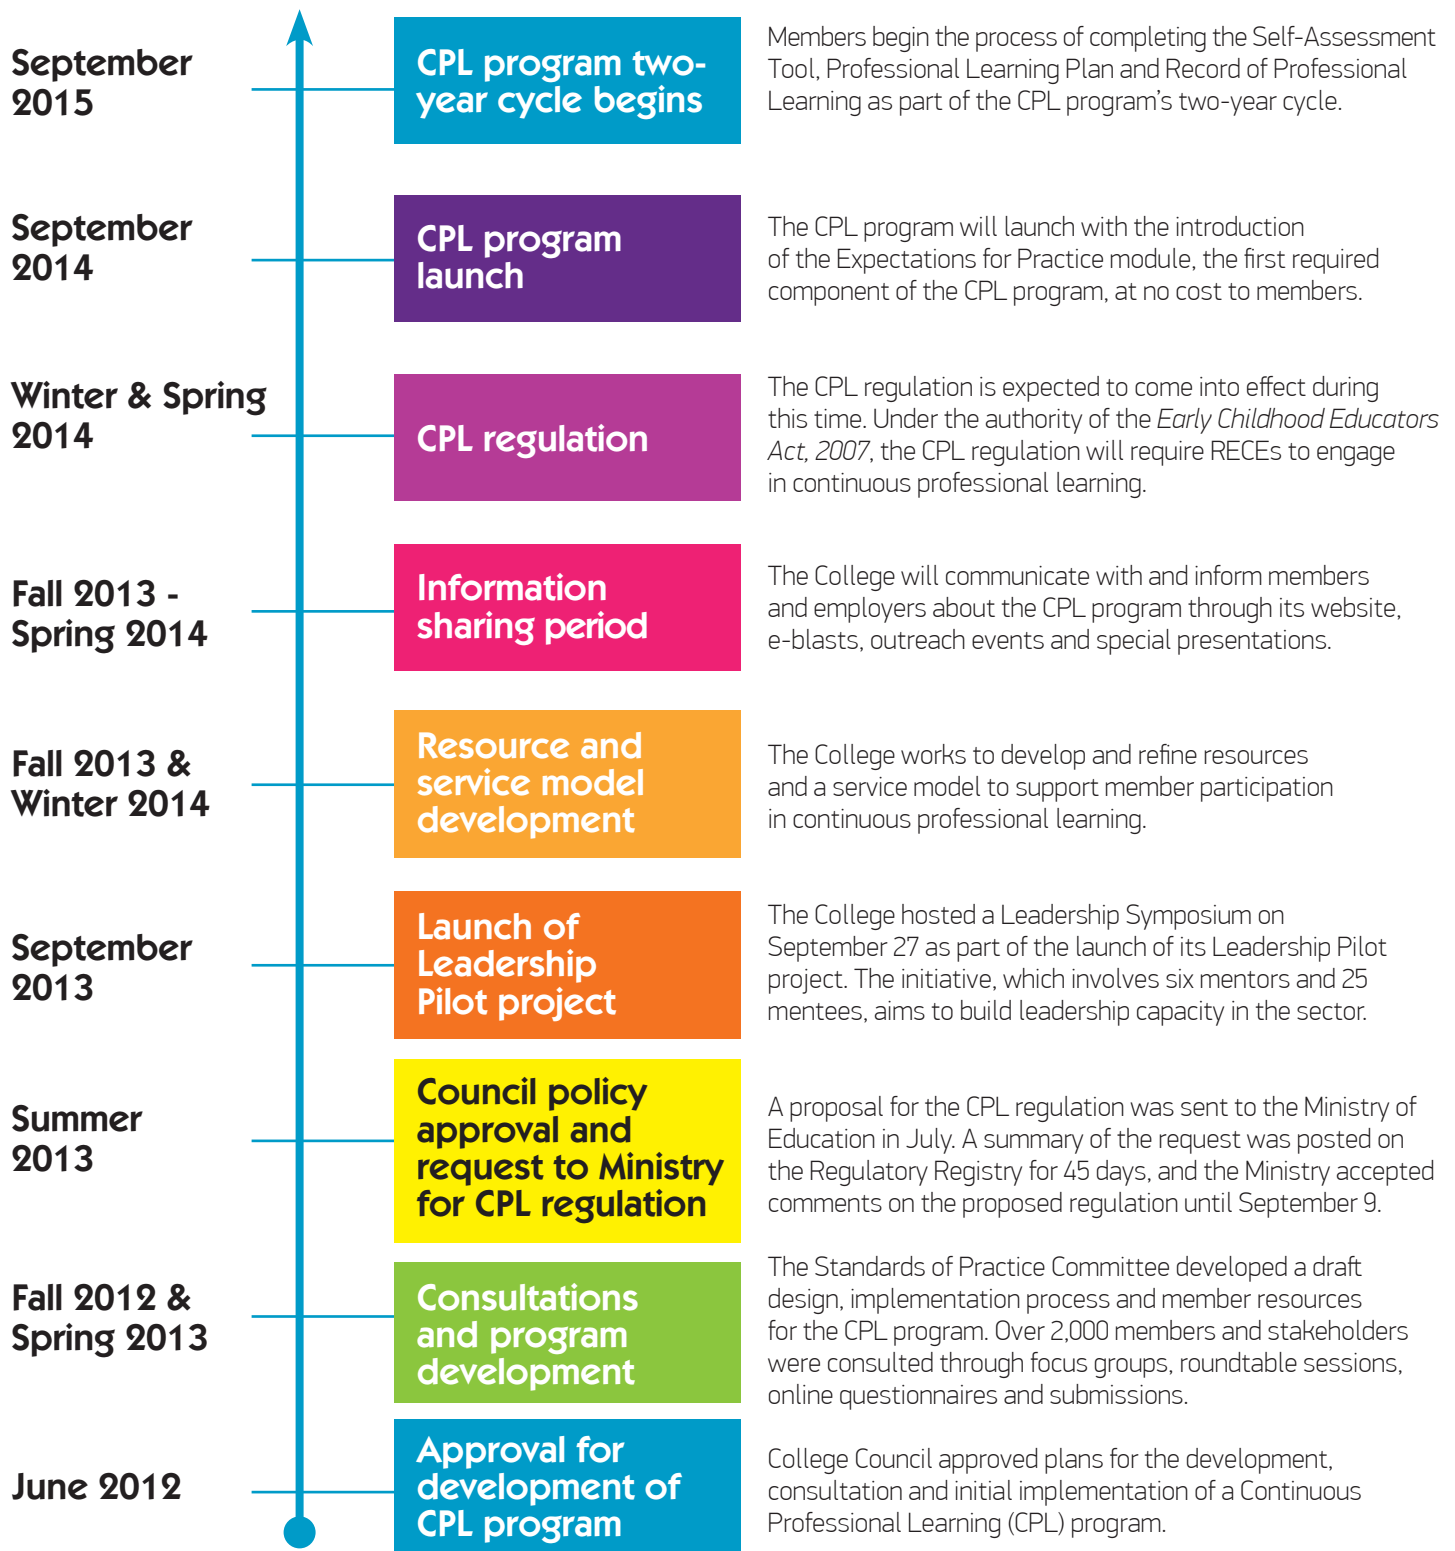 September
2015
CPL program two-
year cycle begins
Members begin the process of completing the Self-Assessment
Tool, Professional Learning Plan and Record of Professional
Learning as part of the CPL program's two-year cycle.
September
2014
CPL program
launch
The CPL program will launch with the introduction
of the Expectations for Practice module, the first required
component of the CPL program, at no cost to members.
Winter & Spring
2014
CPL regulation
The CPL regulation is expected to come into effect during
this time. Under the authority of the Early Childhood Educators
Act, 2007, the CPL regulation will require RECEs to engage
in continuous professional learning.
Fall 2013 -
Spring 2014
Information
sharing period
The College will communicate with and inform members
and employers about the CPL program through its website,
e-blasts, outreach events and special presentations.
Fall 2013 &
Winter 2014
Resource and
service model
development
The College works to develop and refine resources
and a service model to support member participation
in continuous professional learning.
September
2013
Launch of
Leadership
Pilot project
The College hosted a Leadership Symposium on
September 27 as part of the launch of its Leadership Pilot
project. The initiative, which involves six mentors and 25
mentees, aims to build leadership capacity in the sector.
Summer
2013
Council policy
approval and
request to Ministry
for CPL regulation
A proposal for the CPL regulation was sent to the Ministry of
Education in July. A summary of the request was posted on
the Regulatory Registry for 45 days, and the Ministry accepted
comments on the proposed regulation until September 9.
Fall 2012 &
Spring 2013
Consultations
and program
development
The Standards of Practice Committee developed a draft
design, implementation process and member resources
for the CPL program. Over 2,000 members and stakeholders
were consulted through focus groups, roundtable sessions,
online questionnaires and submissions.
June 2012
Approval for
development of
CPL program
College Council approved plans for the development,
consultation and initial implementation of a Continuous
Professional Learning (CPL) program.